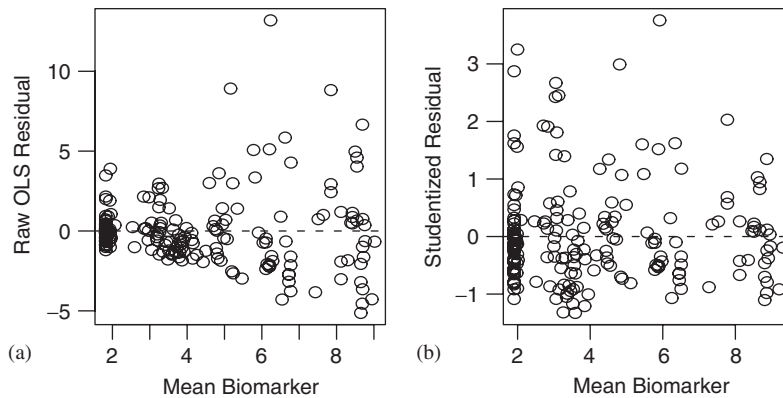 Raw OLS Residual
10
5
0
−5
2 4 6 8
Mean Biomarker
(a)
Studentized Residual
3
2
1
0
−1
2 4 6 8
Mean Biomarker
(b)